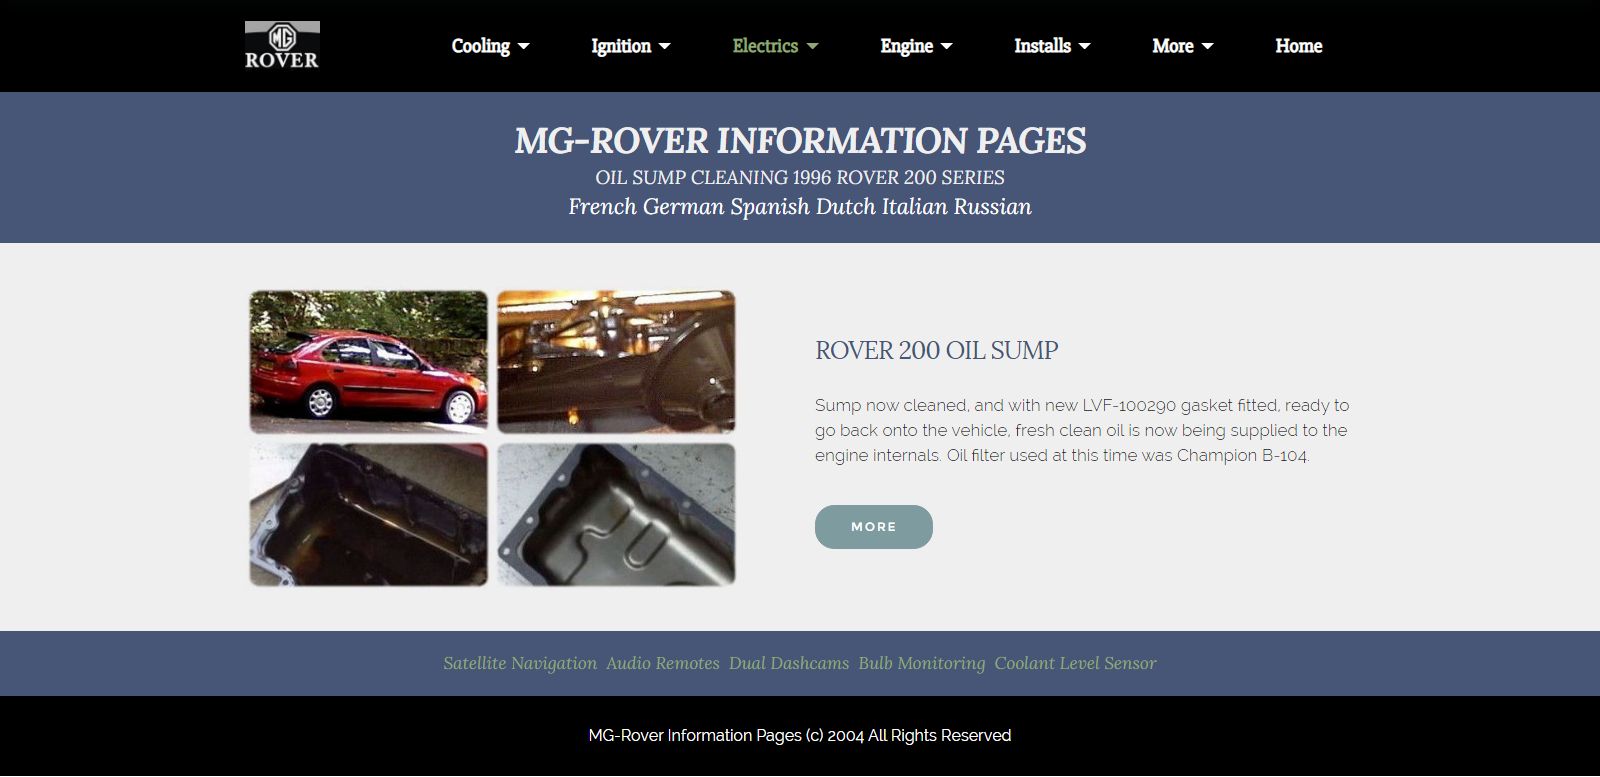 MG
ROVER
Cooling
Ignition
Electrics
Engine
Installs
More
Home
MG-ROVER INFORMATION PAGES
OIL SUMP CLEANING 1996 ROVER 200 SERIES
French German Spanish Dutch Italian Russian
ROVER 200 OIL SUMP
Sump now cleaned, and with new LVF-100290 gasket fitted, ready to
go back onto the vehicle, fresh clean oil is now being supplied to the
engine internals. Oil filter used at this time was Champion B-104.
MORE
Satellite Navigation Audio Remotes Dual Dashcams Bulb Monitoring Coolant Level Sensor
MG-Rover Information Pages (c) 2004 All Rights Reserved